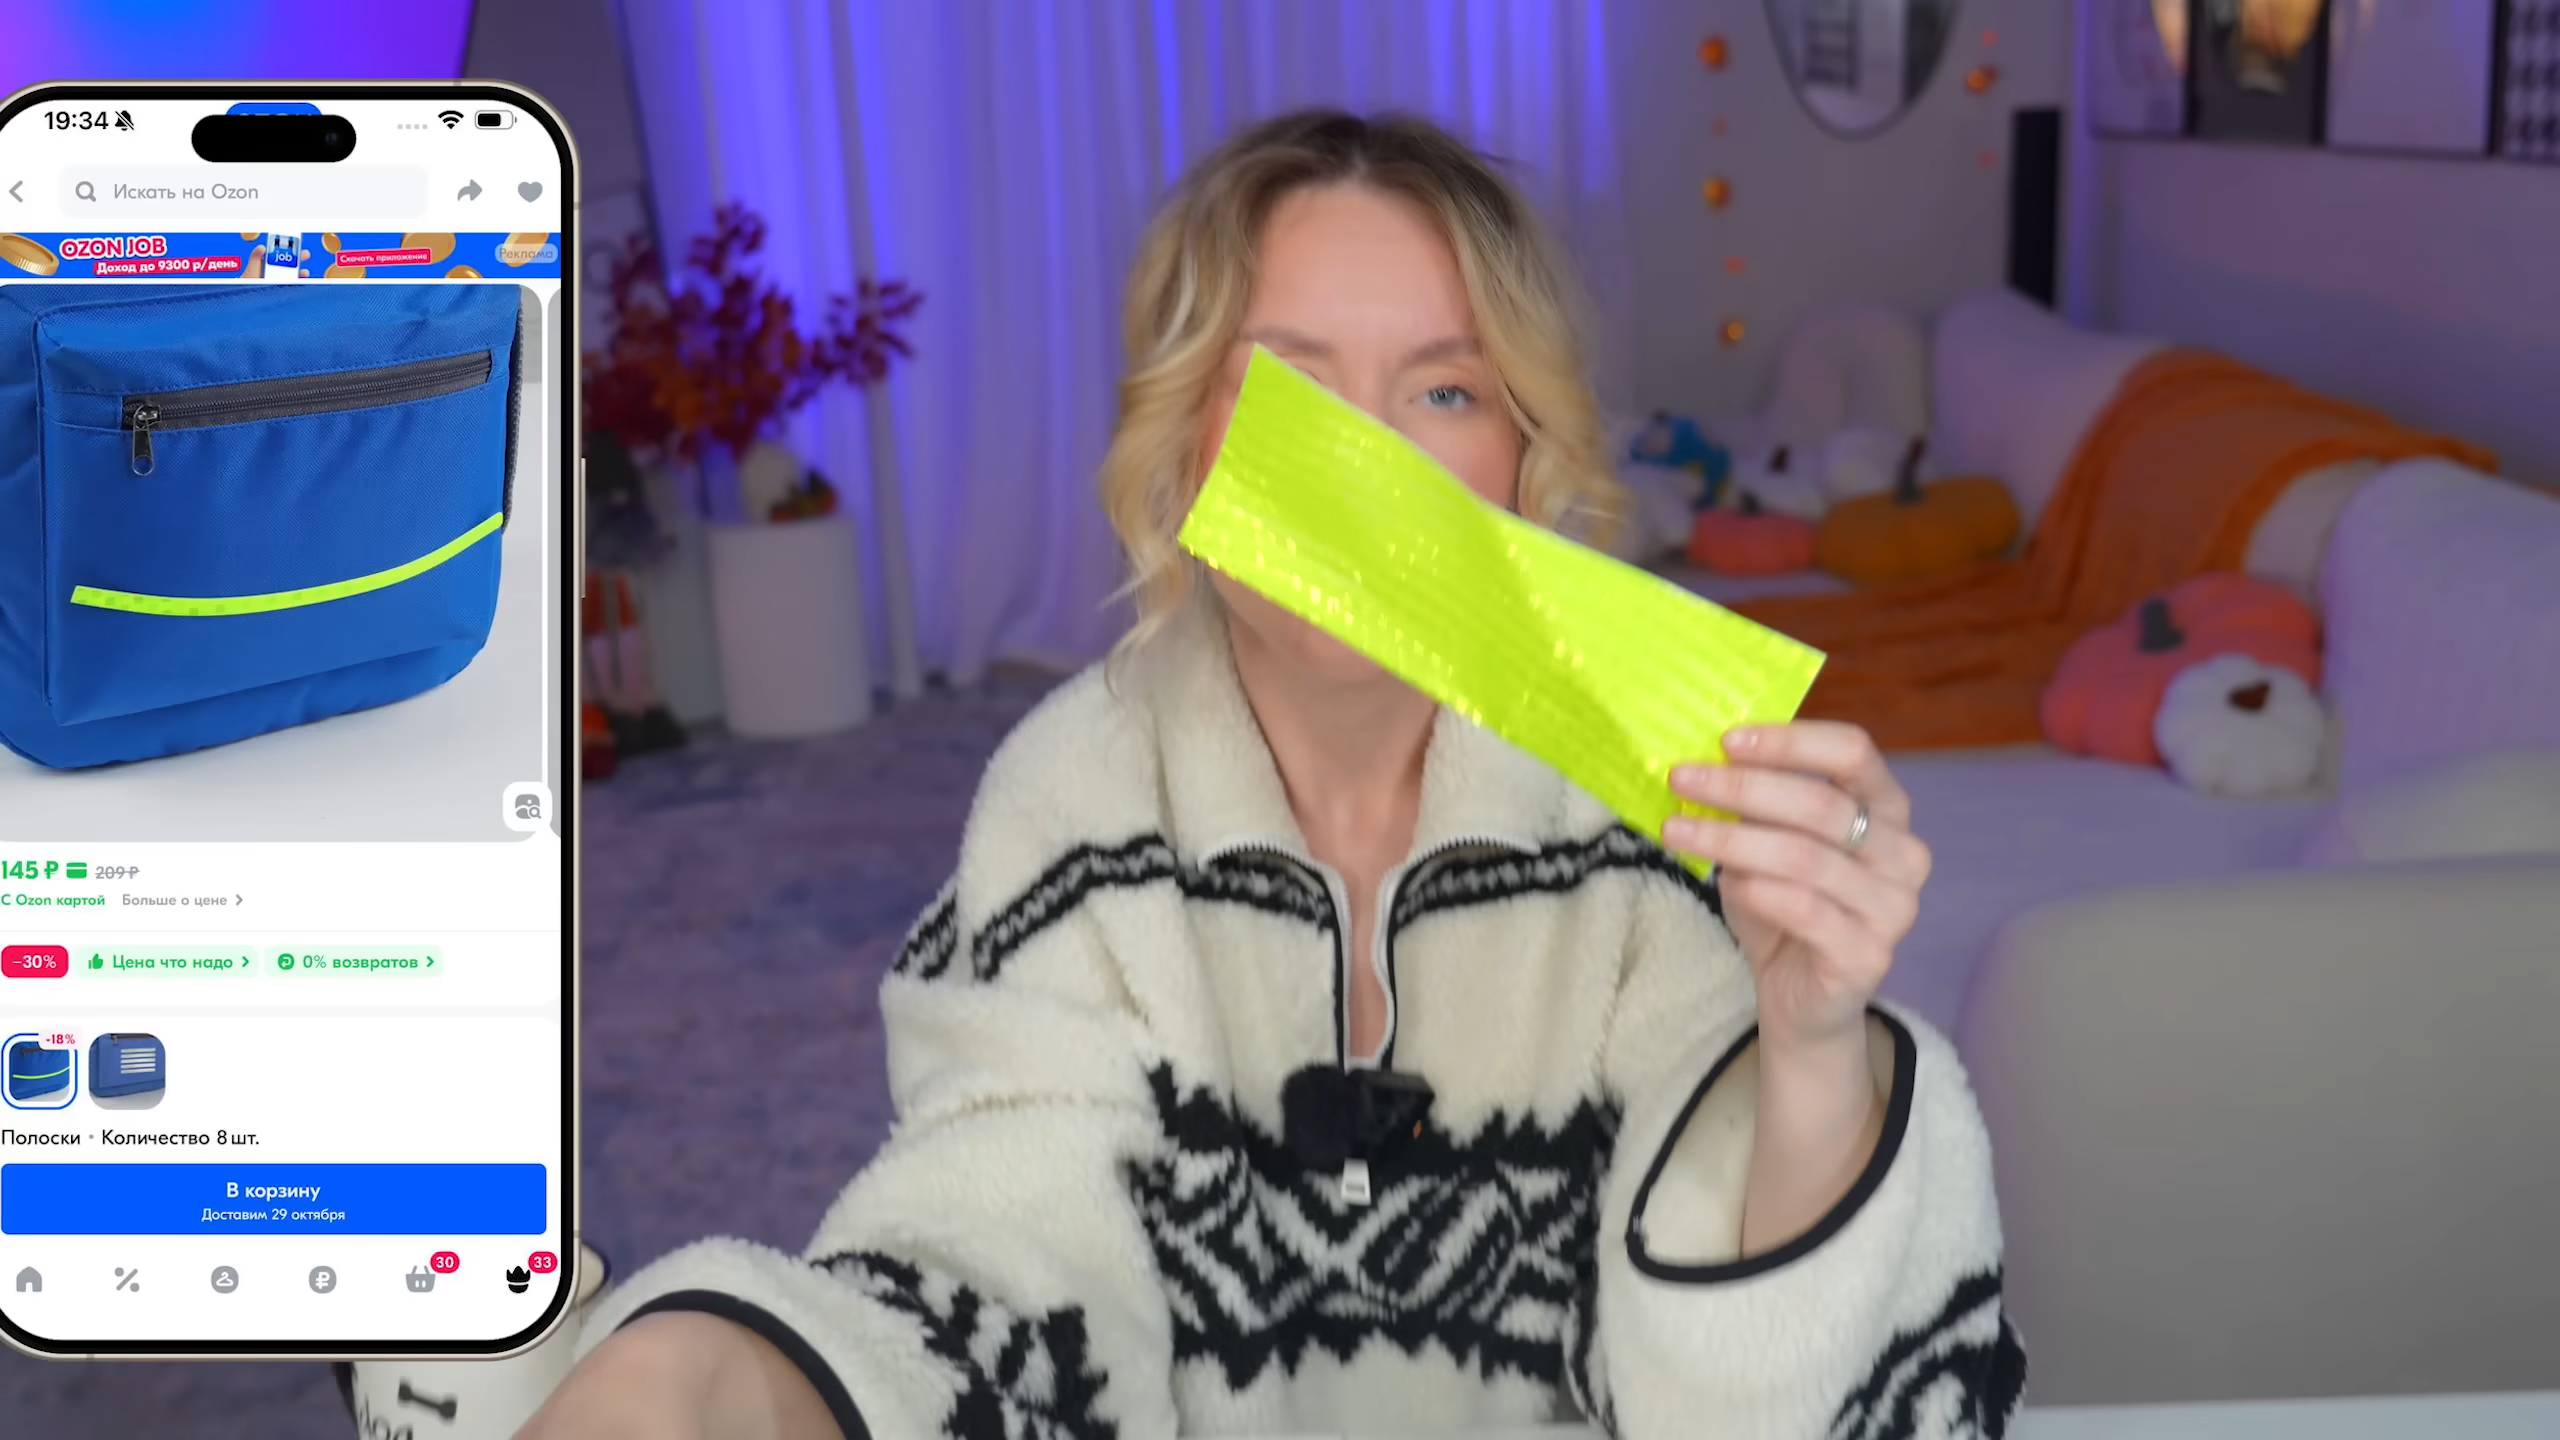 19:34
Искать на Ozon
OZON JOB
Доход до 9300 р/день
job
Скачать приложение
Реклама
145 ₽ 209 ₽
С Ozon картой Больше о цене
−30% Цена что надо 0% возвратов
-18%
Полоски • Количество 8 шт.
В корзину
Доставим 29 октября
30
33